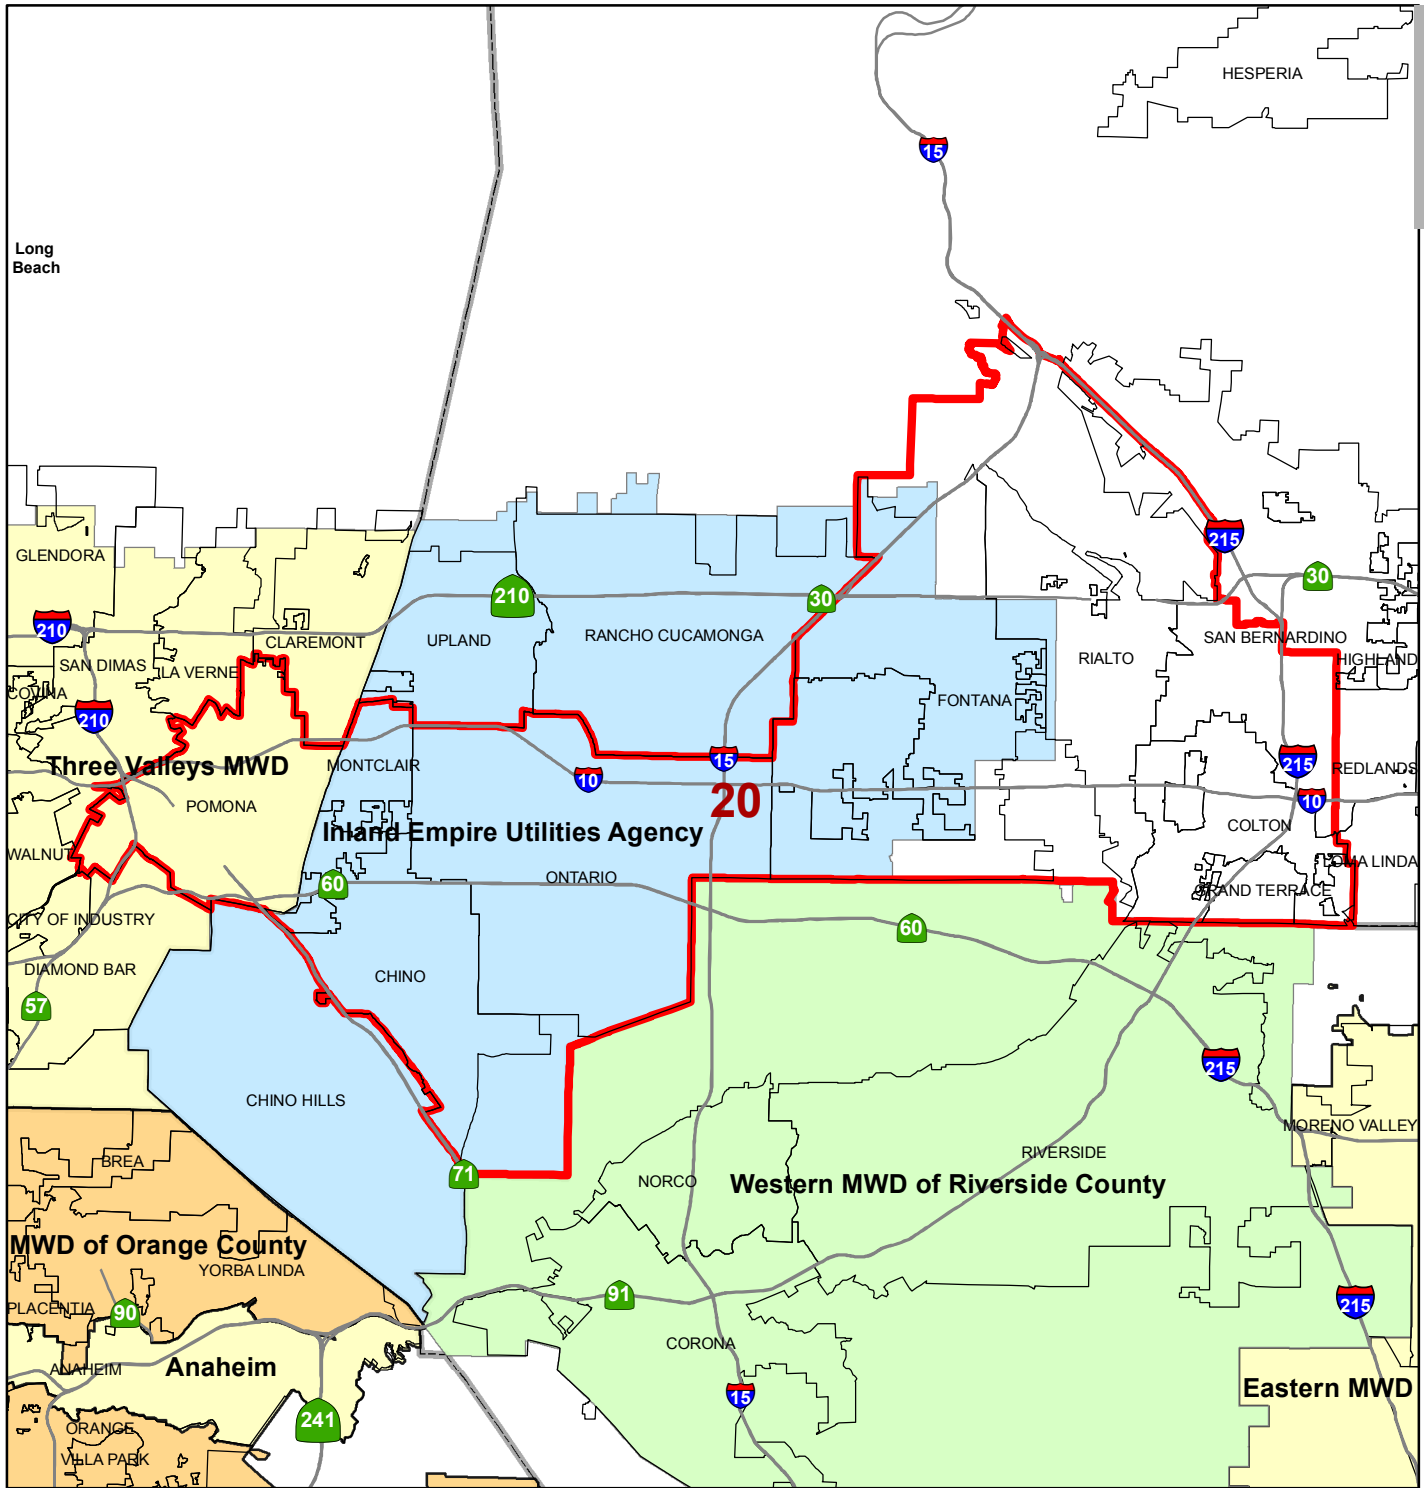 HESPERIA
15
Long
Beach
215
GLENDORA
30
210
30
210
UPLAND
RANCHO CUCAMONGA
CLAREMONT
SAN BERNARDINO
SAN DIMAS
LA VERNE
RIALTO
HIGHLAND
COVINA
FONTANA
210
15
215
Three Valleys MWD
MONTCLAIR
REDLANDS
10
10
POMONA
20
Inland Empire Utilities Agency
COLTON
WALNUT
LOMA LINDA
60
ONTARIO
GRAND TERRACE
CITY OF INDUSTRY
60
DIAMOND BAR
CHINO
57
215
CHINO HILLS
MORENO VALLEY
BREA
RIVERSIDE
71
NORCO
Western MWD of Riverside County
MWD of Orange County
YORBA LINDA
91
215
PLACENTIA
90
CORONA
ANAHEIM
Anaheim
Eastern MWD
15
241
ORANGE
VILLA PARK